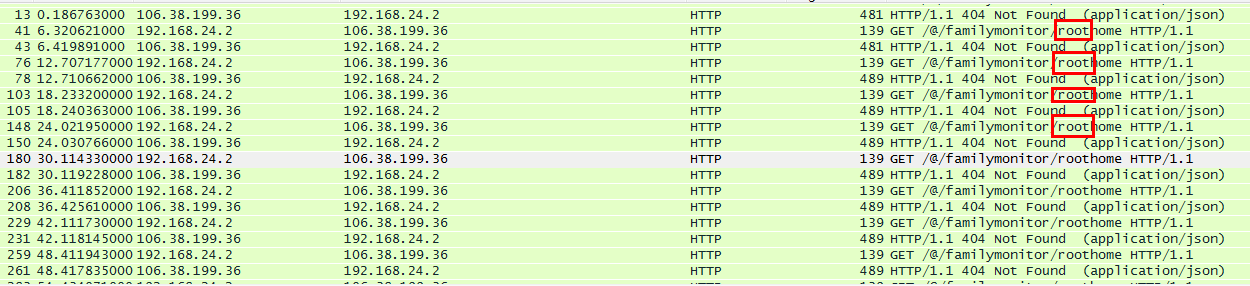 13 0.186763000 106.38.199.36 192.168.24.2 HTTP 481 HTTP/1.1 404 Not Found (application/json)
41 6.320621000 192.168.24.2 106.38.199.36 HTTP 139 GET /@/familymonitor/roothome HTTP/1.1
43 6.419891000 106.38.199.36 192.168.24.2 HTTP 481 HTTP/1.1 404 Not Found (application/json)
76 12.707177000 192.168.24.2 106.38.199.36 HTTP 139 GET /@/familymonitor/roothome HTTP/1.1
78 12.710662000 106.38.199.36 192.168.24.2 HTTP 489 HTTP/1.1 404 Not Found (application/json)
103 18.233200000 192.168.24.2 106.38.199.36 HTTP 139 GET /@/familymonitor/roothome HTTP/1.1
105 18.240363000 106.38.199.36 192.168.24.2 HTTP 489 HTTP/1.1 404 Not Found (application/json)
148 24.021950000 192.168.24.2 106.38.199.36 HTTP 139 GET /@/familymonitor/roothome HTTP/1.1
150 24.030766000 106.38.199.36 192.168.24.2 HTTP 489 HTTP/1.1 404 Not Found (application/json)
180 30.114330000 192.168.24.2 106.38.199.36 HTTP 139 GET /@/familymonitor/roothome HTTP/1.1
182 30.119228000 106.38.199.36 192.168.24.2 HTTP 489 HTTP/1.1 404 Not Found (application/json)
206 36.411852000 192.168.24.2 106.38.199.36 HTTP 139 GET /@/familymonitor/roothome HTTP/1.1
208 36.425610000 106.38.199.36 192.168.24.2 HTTP 489 HTTP/1.1 404 Not Found (application/json)
229 42.111730000 192.168.24.2 106.38.199.36 HTTP 139 GET /@/familymonitor/roothome HTTP/1.1
231 42.118145000 106.38.199.36 192.168.24.2 HTTP 489 HTTP/1.1 404 Not Found (application/json)
259 48.411943000 192.168.24.2 106.38.199.36 HTTP 139 GET /@/familymonitor/roothome HTTP/1.1
261 48.417835000 106.38.199.36 192.168.24.2 HTTP 489 HTTP/1.1 404 Not Found (application/json)